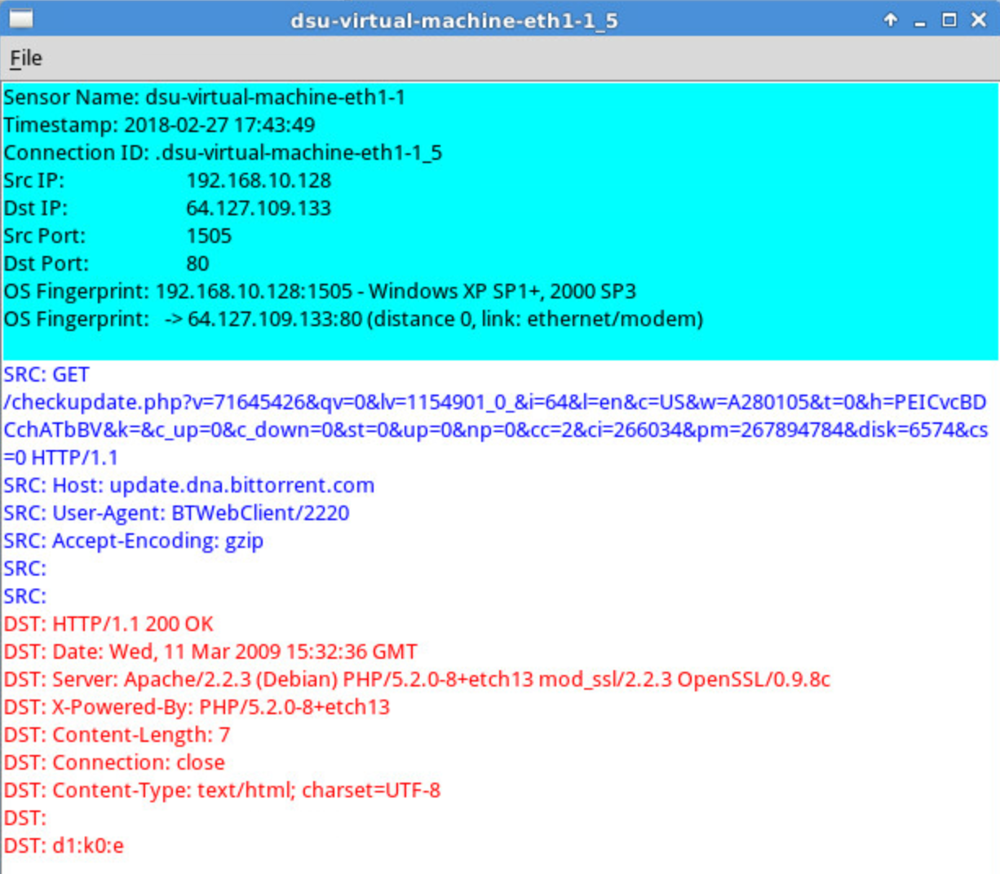 dsu-virtual-machine-eth1-1_5
File
Sensor Name: dsu-virtual-machine-eth1-1
Timestamp: 2018-02-27 17:43:49
Connection ID: .dsu-virtual-machine-eth1-1_5
Src IP: 192.168.10.128
Dst IP: 64.127.109.133
Src Port: 1505
Dst Port: 80
OS Fingerprint: 192.168.10.128:1505 - Windows XP SP1+, 2000 SP3
OS Fingerprint: -> 64.127.109.133:80 (distance 0, link: ethernet/modem)
SRC: GET
/checkupdate.php?v=71645426&qv=0&lv=1154901_0_&i=64&l=en&c=US&w=A280105&t=0&h=PEICvcBD
CchATbBV&k=&c_up=0&c_down=0&st=0&up=0&np=0&cc=2&ci=266034&pm=267894784&disk=6574&cs
=0 HTTP/1.1
SRC: Host: update.dna.bittorrent.com
SRC: User-Agent: BTWebClient/2220
SRC: Accept-Encoding: gzip
SRC:
SRC:
DST: HTTP/1.1 200 OK
DST: Date: Wed, 11 Mar 2009 15:32:36 GMT
DST: Server: Apache/2.2.3 (Debian) PHP/5.2.0-8+etch13 mod_ssl/2.2.3 OpenSSL/0.9.8c
DST: X-Powered-By: PHP/5.2.0-8+etch13
DST: Content-Length: 7
DST: Connection: close
DST: Content-Type: text/html; charset=UTF-8
DST:
DST: d1:k0:e